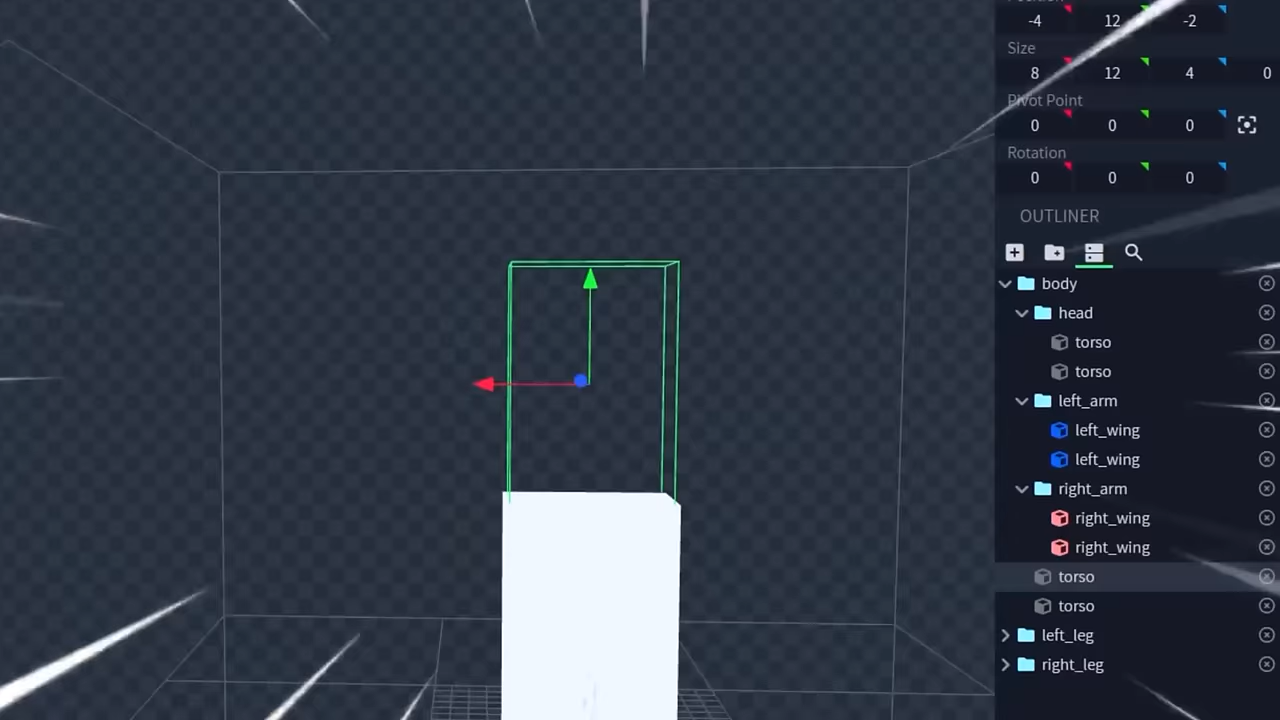 -4 12 -2
Size
8 12 4 0
Pivot Point
0 0 0
Rotation
0 0 0
OUTLINER
body
head
torso
torso
left_arm
left_wing
left_wing
right_arm
right_wing
right_wing
torso
torso
left_leg
right_leg